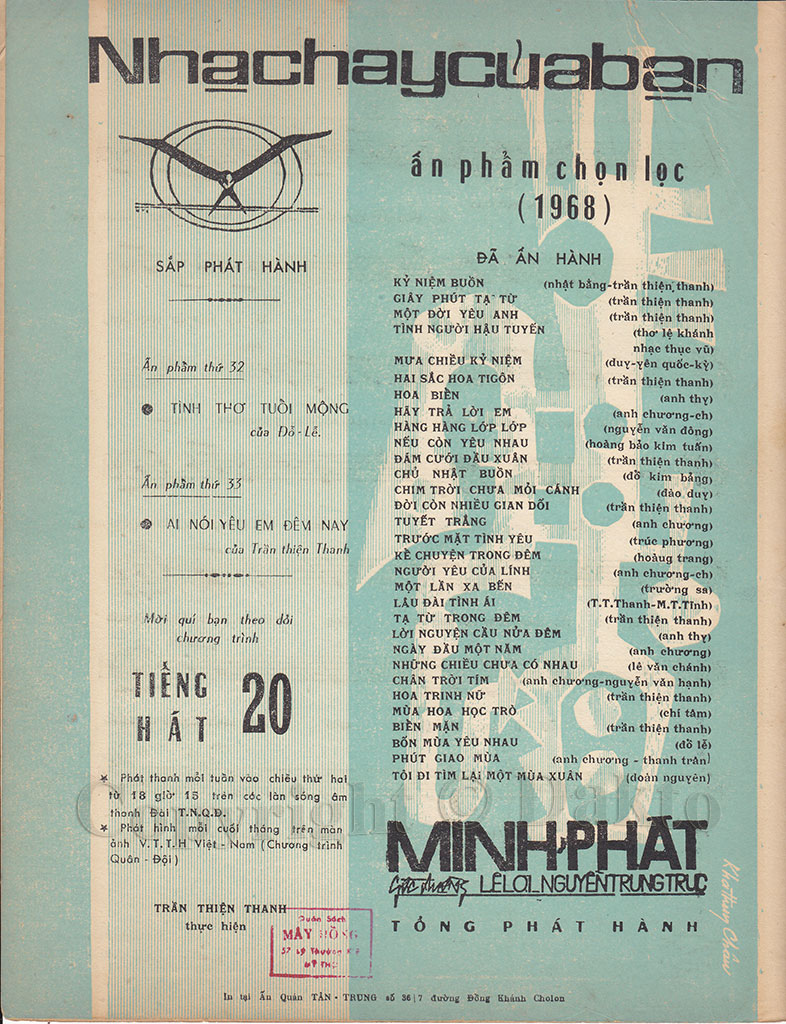 Nhạc hay của bạn
SẮP PHÁT HÀNH
Ấn phẩm thứ 32
TÌNH THƠ TUỔI MỘNG
của Đỗ-Lễ.
Ấn phẩm thứ 33
AI NÓI YÊU EM ĐÊM NAY
của Trần thiện Thanh
Mời quí bạn theo dỏi
chương trình
TIẾNG
HÁT 20
★ Phát thanh mỗi tuần vào chiều thứ hai
từ 18 giờ 15 trên các làn sóng âm
thanh Đài T.N.Q.Đ.
★ Phát hình mỗi cuối tháng trên màn
ảnh V.T.T.H Việt-Nam (Chương trình
Quân-Đội)
TRẦN THIỆN THANH
thực hiện
Quán Sách
MÂY HỒNG
ấn phẩm chọn lọc
(1968)
ĐÃ ẤN HÀNH
KỶ NIỆM BUỒN (nhật bằng-trần thiện thanh)
GIÂY PHÚT TẠ TỪ (trần thiện thanh)
MỘT ĐỜI YÊU ANH (trần thiện thanh)
TÌNH NGƯỜI HẬU TUYẾN (thơ lệ khánh
nhạc thục vũ)
MƯA CHIỀU KỶ NIỆM (duy-yên quốc-kỳ)
HAI SẮC HOA TIGÔN (trần thiện thanh)
HOA BIỂN (anh thy)
HÃY TRẢ LỜI EM (anh chương-ch)
HÀNG HÀNG LỚP LỚP (nguyễn văn đông)
NẾU CÒN YÊU NHAU (hoàng bảo kim tuấn)
ĐÁM CƯỚI ĐẦU XUÂN (trần thiện thanh)
CHỦ NHẬT BUỒN (đỗ kim bảng)
CHIM TRỜI CHƯA MỎI CÁNH (đào duy)
ĐỜI CÒN NHIỀU GIAN DỐI (trần thiện thanh)
TUYẾT TRẮNG (anh chương)
TRƯỚC MẶT TÌNH YÊU (trúc phương)
KỂ CHUYỆN TRONG ĐÊM (hoàng trang)
NGƯỜI YÊU CỦA LÍNH (anh chương-ch)
MỘT LẦN XA BẾN (trường sa)
LÂU ĐÀI TÌNH ÁI (T.T.Thanh-M.T.Tĩnh)
TẠ TỪ TRONG ĐÊM (trần thiện thanh)
LỜI NGUYỆN CẦU NỬA ĐÊM (anh thy)
NGÀY ĐẦU MỘT NĂM (anh chương)
NHỮNG CHIỀU CHƯA CÓ NHAU (lê văn chánh)
CHÂN TRỜI TÍM (anh chương-nguyễn văn hạnh)
HOA TRINH NỮ (trần thiện thanh)
MÙA HOA HỌC TRÒ (chí tâm)
BIỂN MẶN (trần thiện thanh)
BỐN MÙA YÊU NHAU (đỗ lễ)
PHÚT GIAO MÙA (anh chương - thanh trân)
TÔI ĐI TÌM LẠI MỘT MÙA XUÂN (doãn nguyên)
Copyright © Dakto
MINH-PHÁT
Góc đường LÊ LỢI_NGUYỄN TRUNG TRỰC
TỔNG PHÁT HÀNH
In tại Ấn Quán TÂN-TRUNG số 36/7 đường Đồng Khánh Cholon